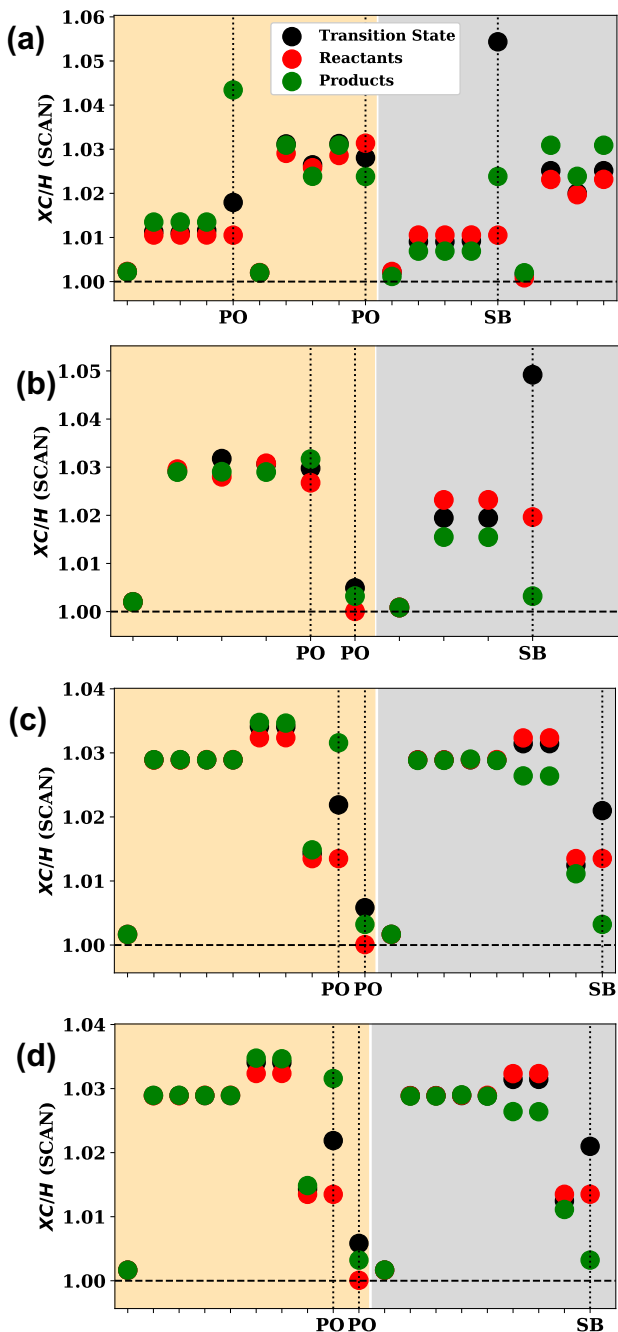 (a)
1.06
1.05
1.04
1.03
1.02
1.01
1.00
XC/H (SCAN)
Transition State
Reactants
Products
PO
PO
SB
(b)
1.05
1.04
1.03
1.02
1.01
1.00
XC/H (SCAN)
PO
PO
SB
(c)
1.04
1.03
1.02
1.01
1.00
XC/H (SCAN)
PO
PO
SB
(d)
1.04
1.03
1.02
1.01
1.00
XC/H (SCAN)
PO
PO
SB